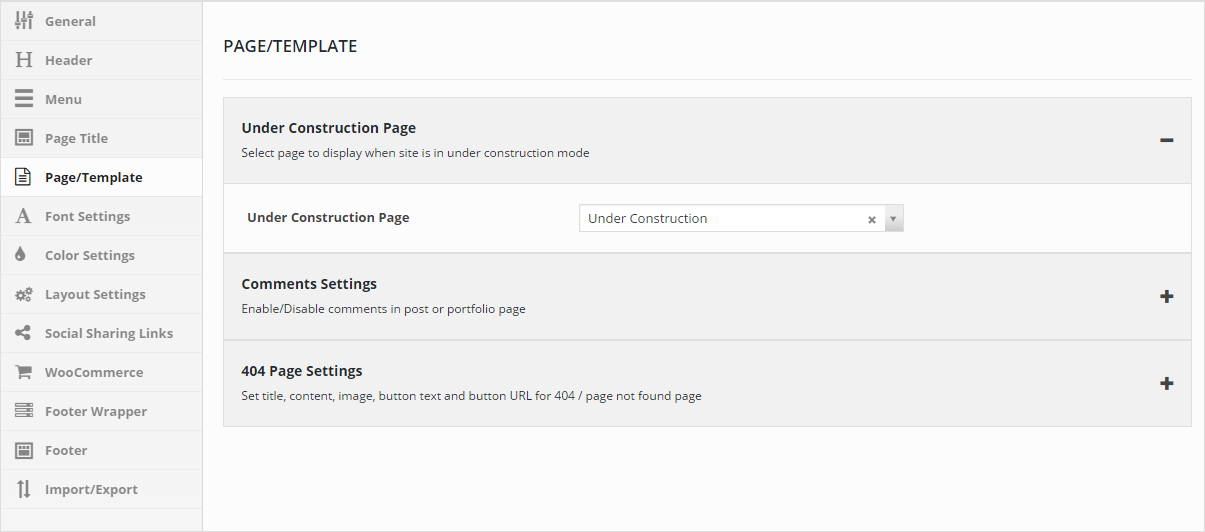 General
Header
Menu
Page Title
Page/Template
Font Settings
Color Settings
Layout Settings
Social Sharing Links
WooCommerce
Footer Wrapper
Footer
Import/Export
PAGE/TEMPLATE
Under Construction Page
Select page to display when site is in under construction mode
Under Construction Page
Under Construction
Comments Settings
Enable/Disable comments in post or portfolio page
404 Page Settings
Set title, content, image, button text and button URL for 404 / page not found page